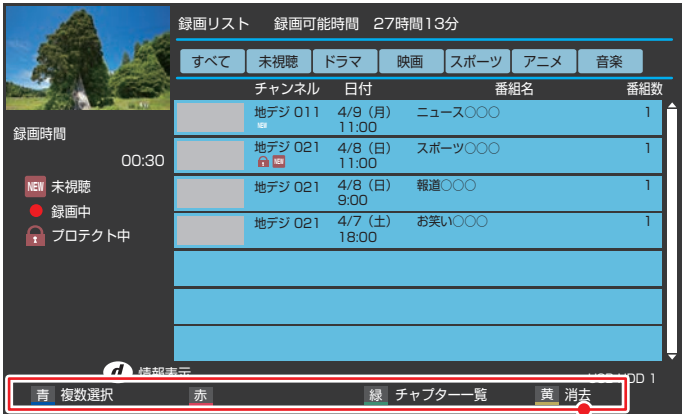 録画リスト 録画可能時間 27時間13分
すべて 未視聴 ドラマ 映画 スポーツ アニメ 音楽
チャンネル 日付 番組名 番組数
地デジ 011 4/9（月） ニュース○○○ 1
NEW 11:00
地デジ 021 4/8（日） スポーツ○○○ 1
NEW 11:00
地デジ 021 4/8（日） 報道○○○ 1
9:00
地デジ 021 4/7（土） お笑い○○○ 1
18:00
録画時間
00:30
NEW 未視聴
録画中
プロテクト中
d 情報表示
USB HDD 1
青 複数選択 赤 緑 チャプター一覧 黄 消去